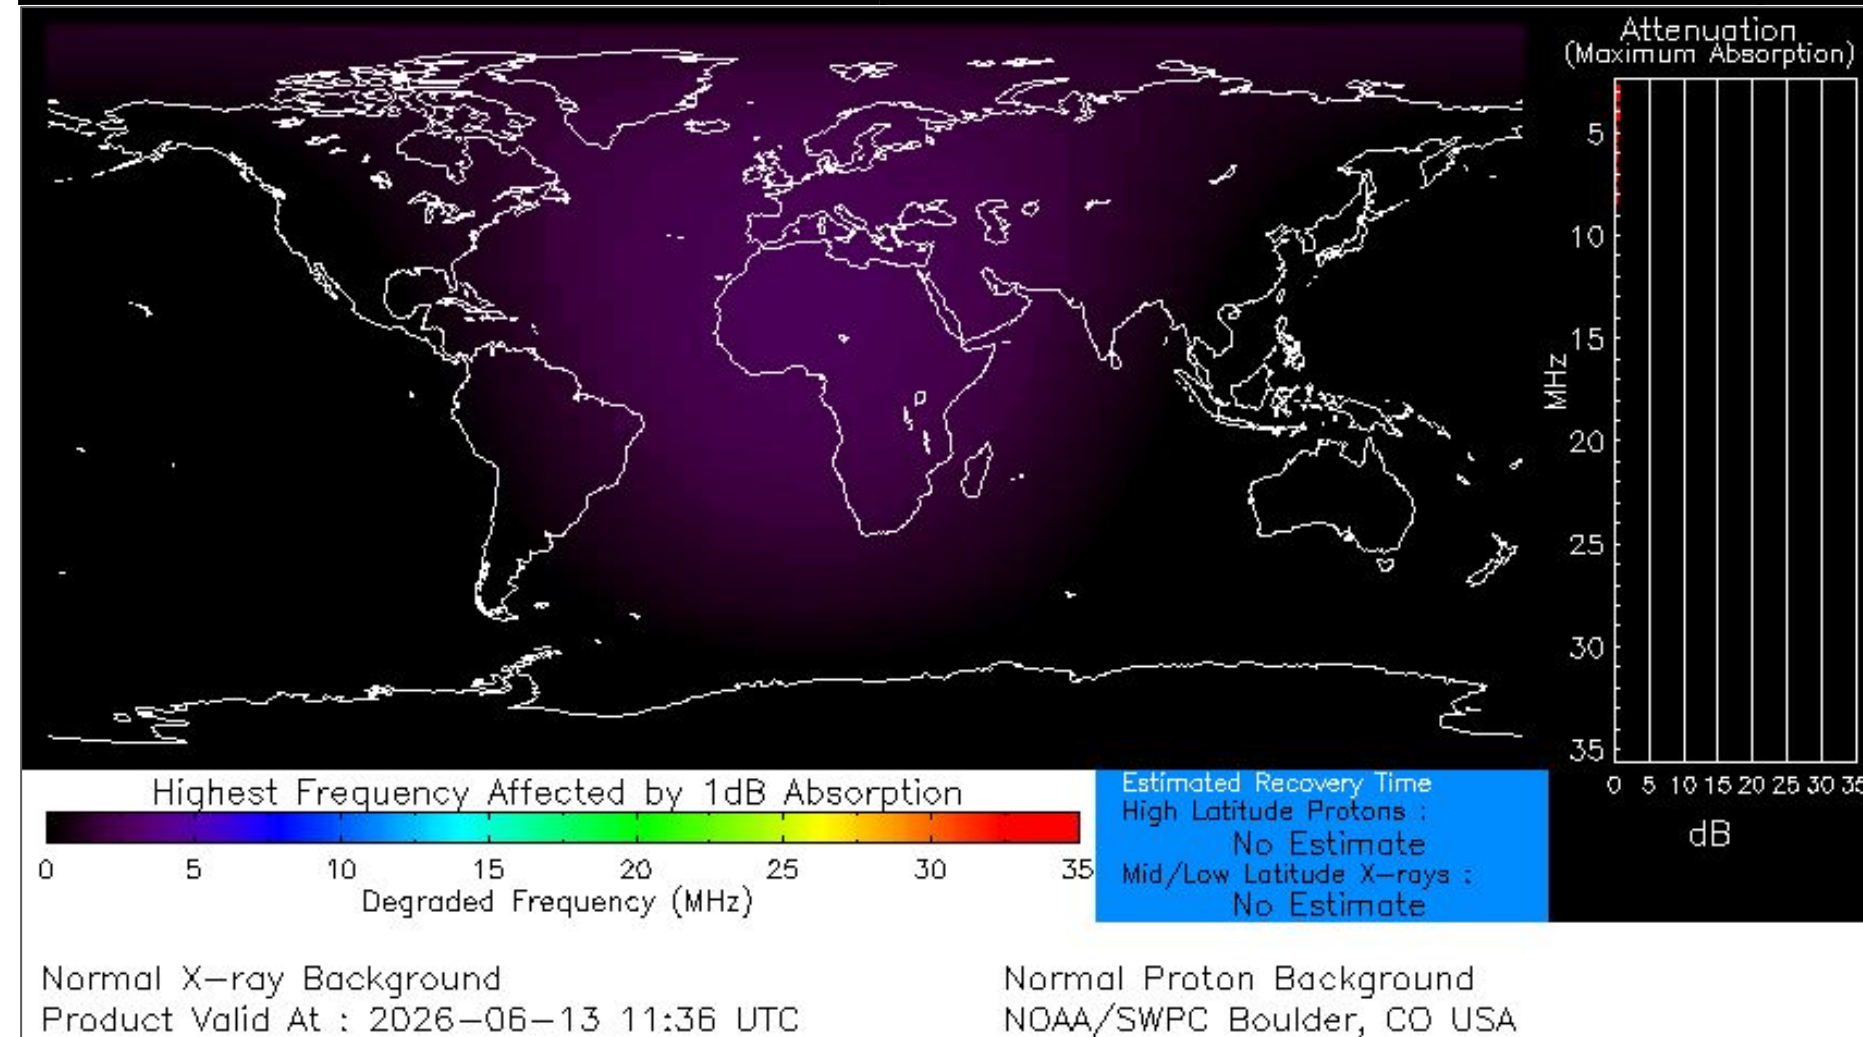 Attenuation
(Maximum Absorption)
5
10
15
20
25
30
35
MHz
0 5 10 15 20 25 30 35
dB
Highest Frequency Affected by 1dB Absorption
0 5 10 15 20 25 30 35
Degraded Frequency (MHz)
Estimated Recovery Time
High Latitude Protons :
No Estimate
Mid/Low Latitude X-rays :
No Estimate
Normal X-ray Background
Normal Proton Background
Product Valid At : 2026-06-13 11:36 UTC
NOAA/SWPC Boulder, CO USA